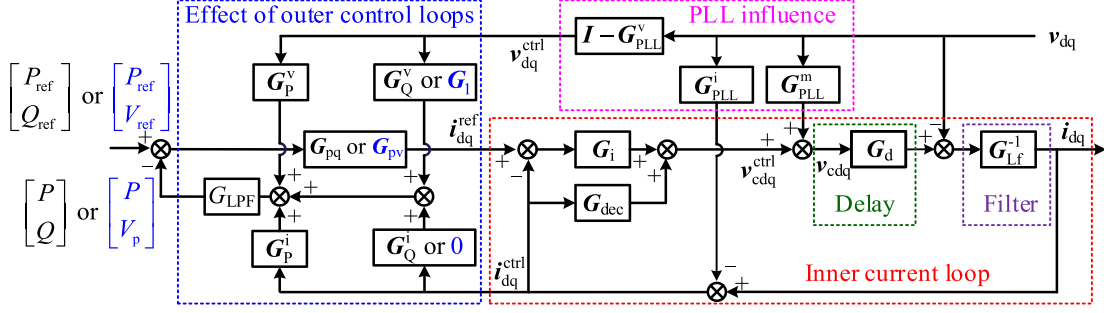 Effect of outer control loops
PLL influence
I − G^v_PLL
v^ctrl_dq
v_dq
[P_ref Q_ref] or [P_ref V_ref]
G^v_P
G^v_Q or G_1
G^i_PLL
G^m_PLL
+
−
G_pq or G_pv
i^ref_dq
+
−
G_i
+
+
+
v^ctrl_cdq
+
v_cdq
G_d
+
−
G^-1_Lf
i_dq
[P Q] or [P V_p]
G_LPF
+
+
+
+
+
G_dec
Delay
Filter
G^i_P
G^i_Q or 0
i^ctrl_dq
−
+
Inner current loop